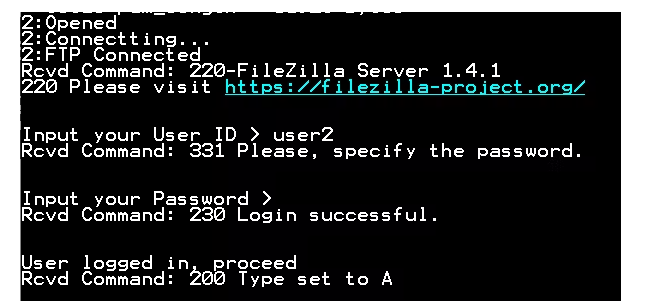 2:Opened
2:Connectting...
2:FTP Connected
Rcvd Command: 220-FileZilla Server 1.4.1
220 Please visit https://filezilla-project.org/
Input your User ID > user2
Rcvd Command: 331 Please, specify the password.
Input your Password >
Rcvd Command: 230 Login successful.
User logged in, proceed
Rcvd Command: 200 Type set to A